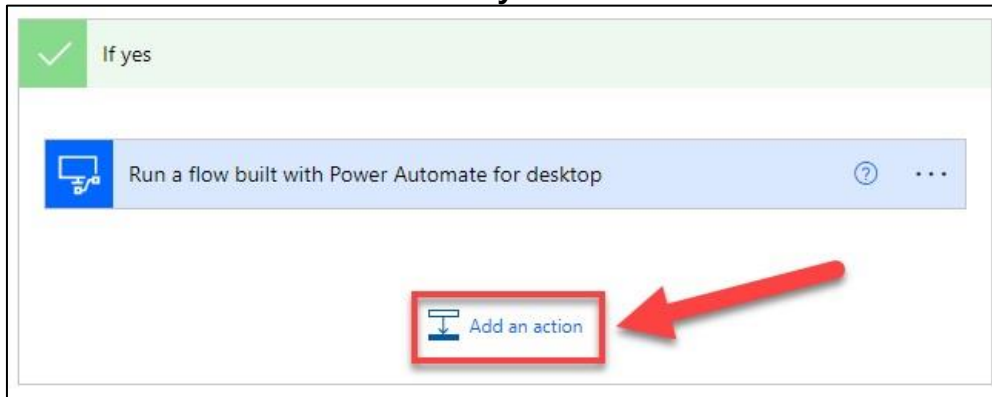 If yes
Run a flow built with Power Automate for desktop
Add an action